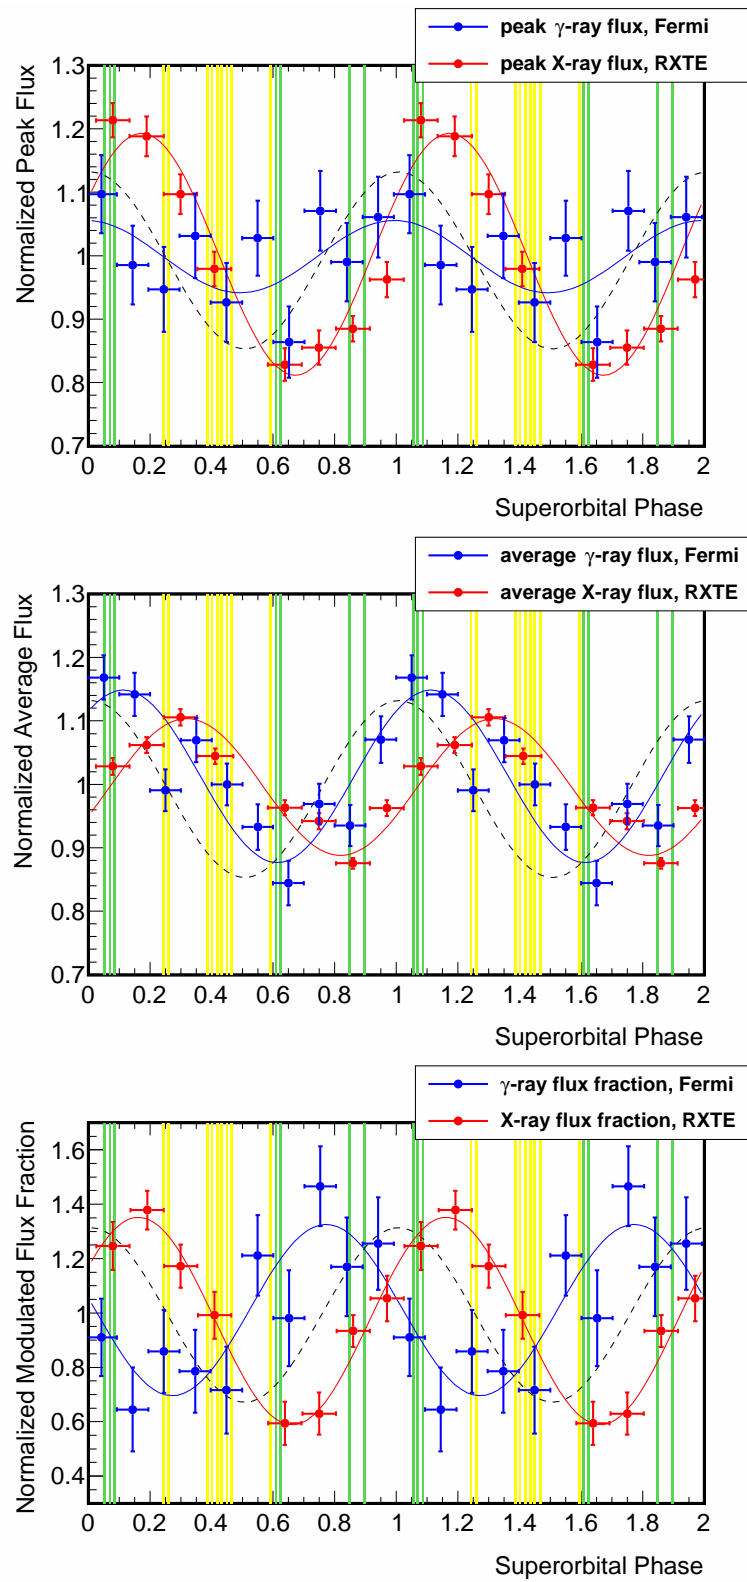 peak γ-ray flux, Fermi
peak X-ray flux, RXTE
Normalized Peak Flux
1.3
1.2
1.1
1
0.9
0.8
0.7
0 0.2 0.4 0.6 0.8 1 1.2 1.4 1.6 1.8 2
Superorbital Phase
average γ-ray flux, Fermi
average X-ray flux, RXTE
Normalized Average Flux
1.3
1.2
1.1
1
0.9
0.8
0.7
0 0.2 0.4 0.6 0.8 1 1.2 1.4 1.6 1.8 2
Superorbital Phase
γ-ray flux fraction, Fermi
X-ray flux fraction, RXTE
Normalized Modulated Flux Fraction
1.6
1.4
1.2
1
0.8
0.6
0.4
0 0.2 0.4 0.6 0.8 1 1.2 1.4 1.6 1.8 2
Superorbital Phase